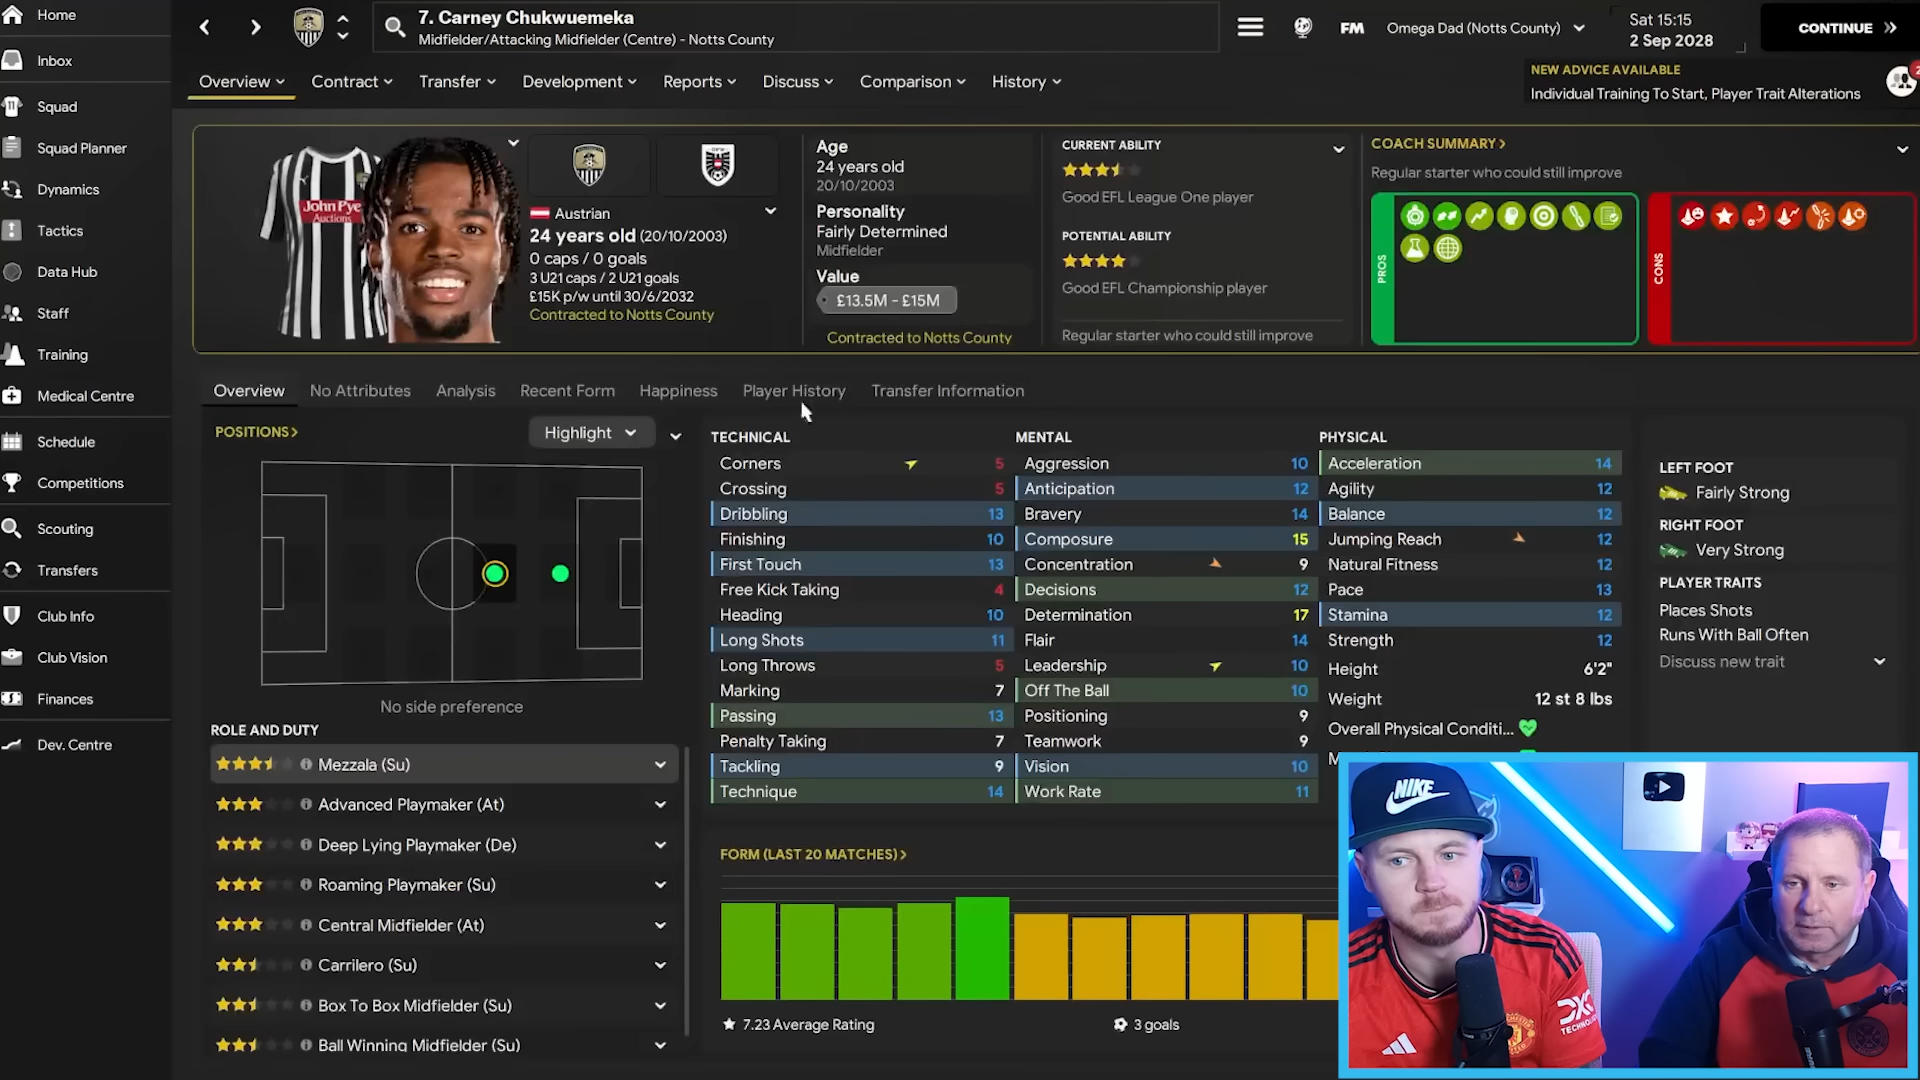 Home
Inbox
Squad
Squad Planner
Dynamics
Tactics
Data Hub
Staff
Training
Medical Centre
Schedule
Competitions
Scouting
Transfers
Club Info
Club Vision
Finances
Dev. Centre
7. Carney Chukwuemeka
Midfielder/Attacking Midfielder (Centre) - Notts County
FM
Omega Dad (Notts County)
Sat 15:15
2 Sep 2028
CONTINUE
Overview
Contract
Transfer
Development
Reports
Discuss
Comparison
History
NEW ADVICE AVAILABLE
Individual Training To Start, Player Trait Alterations
2
John Pye
Auctions
Austrian
24 years old (20/10/2003)
0 caps / 0 goals
3 U21 caps / 2 U21 goals
£15K p/w until 30/6/2032
Contracted to Notts County
Age
24 years old
20/10/2003
Personality
Fairly Determined
Midfielder
Value
£13.5M - £15M
Contracted to Notts County
CURRENT ABILITY
Good EFL League One player
POTENTIAL ABILITY
Good EFL Championship player
Regular starter who could still improve
COACH SUMMARY >
Regular starter who could still improve
PROS
CONS
Overview
No Attributes
Analysis
Recent Form
Happiness
Player History
Transfer Information
POSITIONS >
Highlight
No side preference
ROLE AND DUTY
Mezzala (Su)
Advanced Playmaker (At)
Deep Lying Playmaker (De)
Roaming Playmaker (Su)
Central Midfielder (At)
Carrilero (Su)
Box To Box Midfielder (Su)
Ball Winning Midfielder (Su)
TECHNICAL
Corners 5
Crossing 5
Dribbling 13
Finishing 10
First Touch 13
Free Kick Taking 4
Heading 10
Long Shots 11
Long Throws 5
Marking 7
Passing 13
Penalty Taking 7
Tackling 9
Technique 14
MENTAL
Aggression 10
Anticipation 12
Bravery 14
Composure 15
Concentration 9
Decisions 12
Determination 17
Flair 14
Leadership 10
Off The Ball 10
Positioning 9
Teamwork 9
Vision 10
Work Rate 11
PHYSICAL
Acceleration 14
Agility 12
Balance 12
Jumping Reach 12
Natural Fitness 12
Pace 13
Stamina 12
Strength 12
Height 6'2"
Weight 12 st 8 lbs
Overall Physical Conditi...
M
LEFT FOOT
Fairly Strong
RIGHT FOOT
Very Strong
PLAYER TRAITS
Places Shots
Runs With Ball Often
Discuss new trait
FORM (LAST 20 MATCHES) >
7.23 Average Rating
3 goals
NIKE
DXC